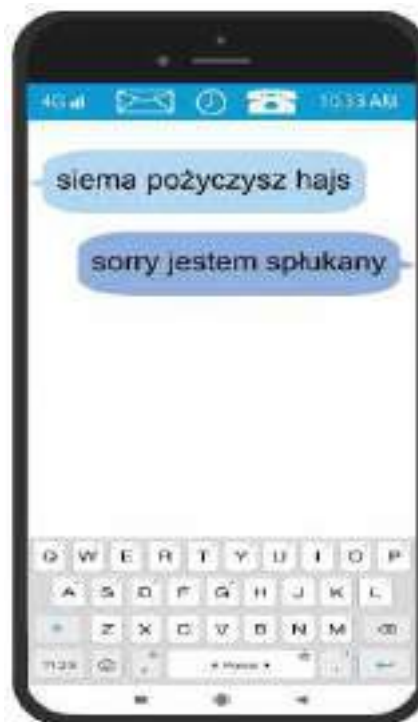 4G 10:33 AM
siema pożyczysz hajs
sorry jestem spłukany
Q W E R T Y U I O P
A S D F G H J K L
Z X C V B N M